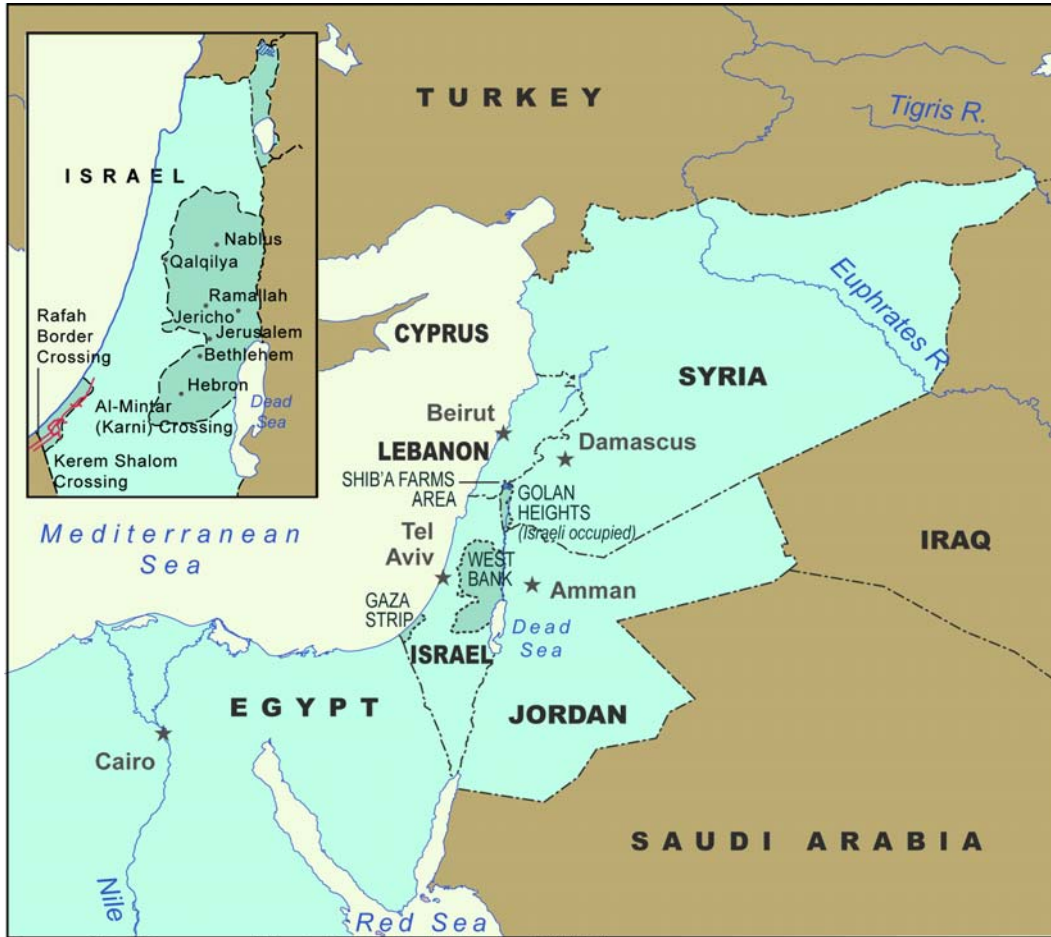 ISRAEL
Nablus
Qalqilya
Ramallah
Jericho
Jerusalem
Bethlehem
Hebron
Rafah
Border
Crossing
Al-Mintar
(Karni) Crossing
Dead
Sea
Kerem Shalom
Crossing
TURKEY
Tigris R.
Euphrates R.
CYPRUS
SYRIA
Beirut
LEBANON
Damascus
SHIB'A FARMS
AREA
GOLAN
HEIGHTS
(Israeli occupied)
Mediterranean
Sea
Tel
Aviv
WEST
BANK
IRAQ
Amman
GAZA
STRIP
Dead
Sea
ISRAEL
EGYPT
JORDAN
Cairo
SAUDI ARABIA
Nile
Red Sea